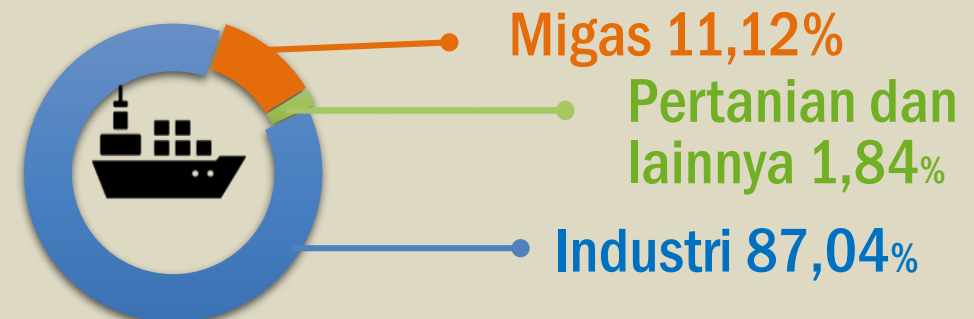 Migas 11,12%
Pertanian dan
lainnya 1,84%
Industri 87,04%